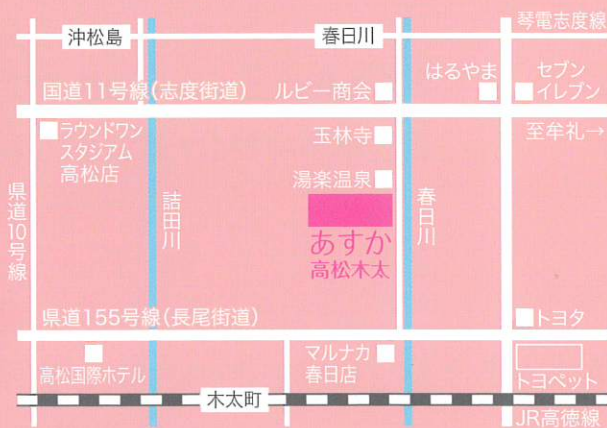 琴電志度線
沖松島
春日川
はるやま
セブン
イレブン
国道11号線(志度街道)
ルビー商会
ラウンドワン
スタジアム
高松店
玉林寺
至牟礼→
湯楽温泉
県道10号線
詰田川
春日川
あすか
高松木太
県道155号線(長尾街道)
トヨタ
高松国際ホテル
マルナカ
春日店
トヨペット
木太町
JR高徳線